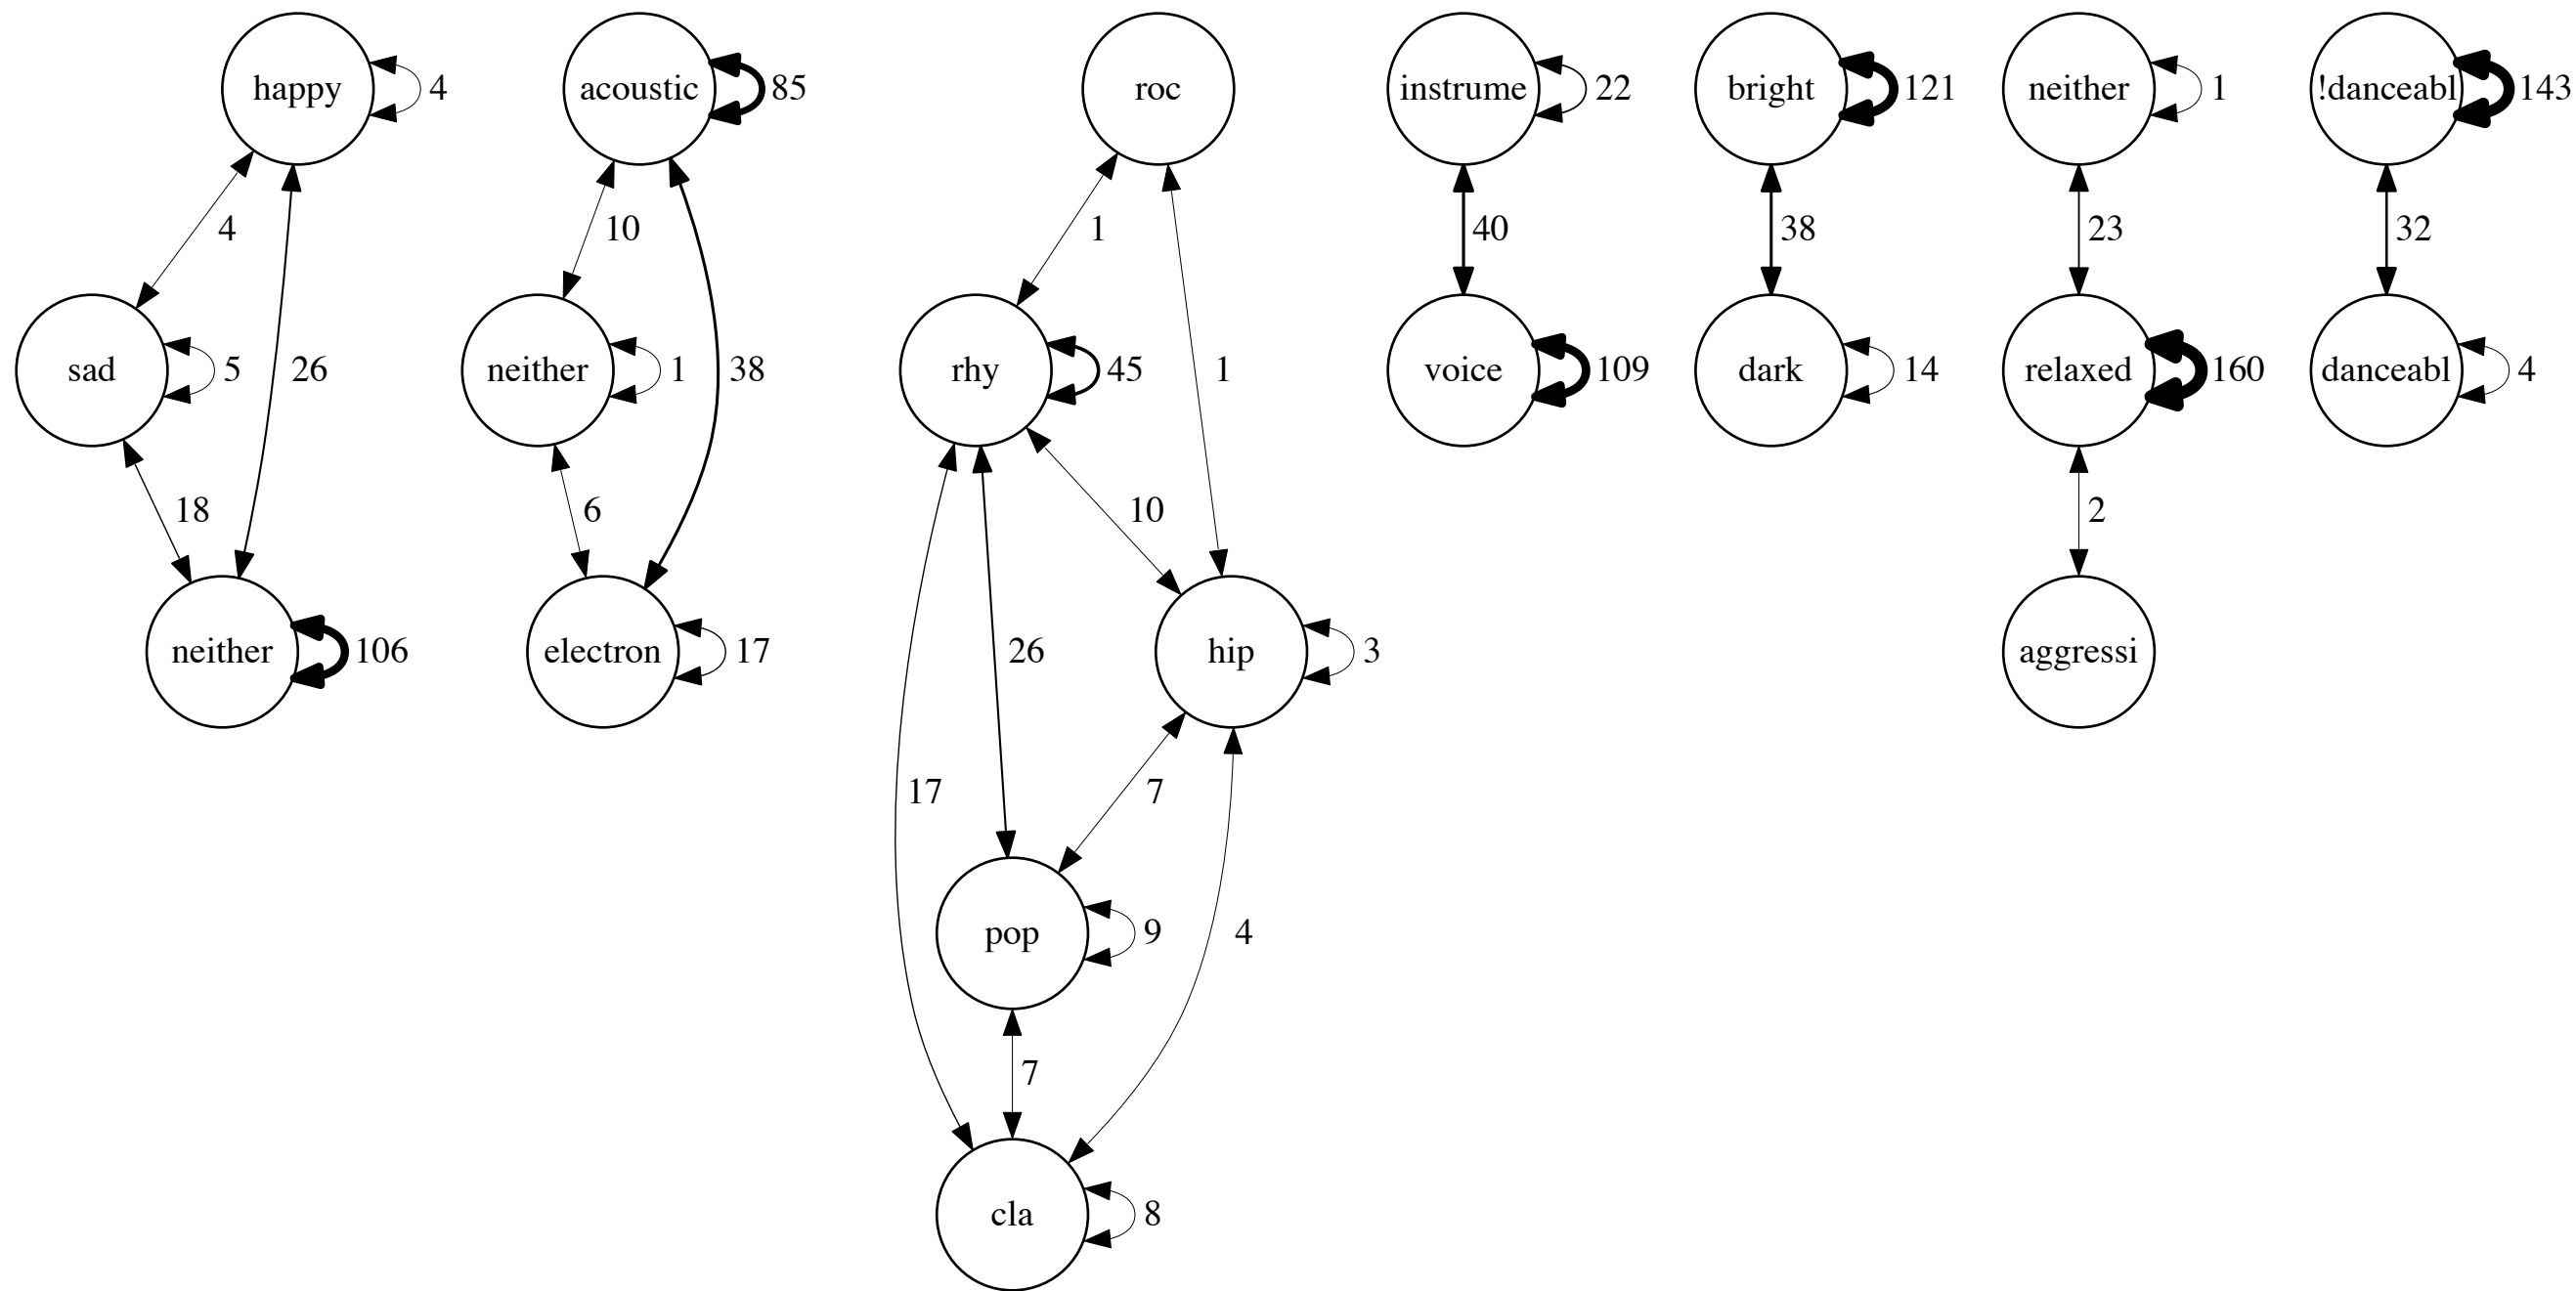 happy 4
acoustic 85
roc
instrume 22
bright 121
neither 1
!danceabl 143
4
10
1
40
38
23
32
sad 5
26
neither 1
38
rhy 45
1
voice 109
dark 14
relaxed 160
danceabl 4
18
6
10
2
neither 106
electron 17
26
hip 3
aggressi
17
7
pop 9
4
7
cla 8